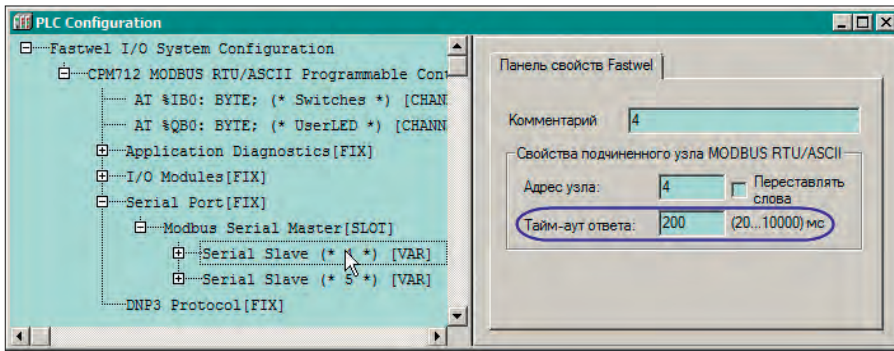 PLC Configuration
Fastwel I/O System Configuration
CPM712 MODBUS RTU/ASCII Programmable Con
AT %IB0: BYTE; (* Switches *) [CHAN
AT %QB0: BYTE; (* UserLED *) [CHANN
Application Diagnostics[FIX]
I/O Modules[FIX]
Serial Port[FIX]
Modbus Serial Master[SLOT]
Serial Slave (* 4 *) [VAR]
Serial Slave (* 5 *) [VAR]
DNP3 Protocol[FIX]
Панель свойств Fastwel
Комментарий 4
Свойства подчиненного узла MODBUS RTU/ASCII
Адрес узла: 4 Переставлять
слова
Тайм-аут ответа: 200 (20...10000) мс